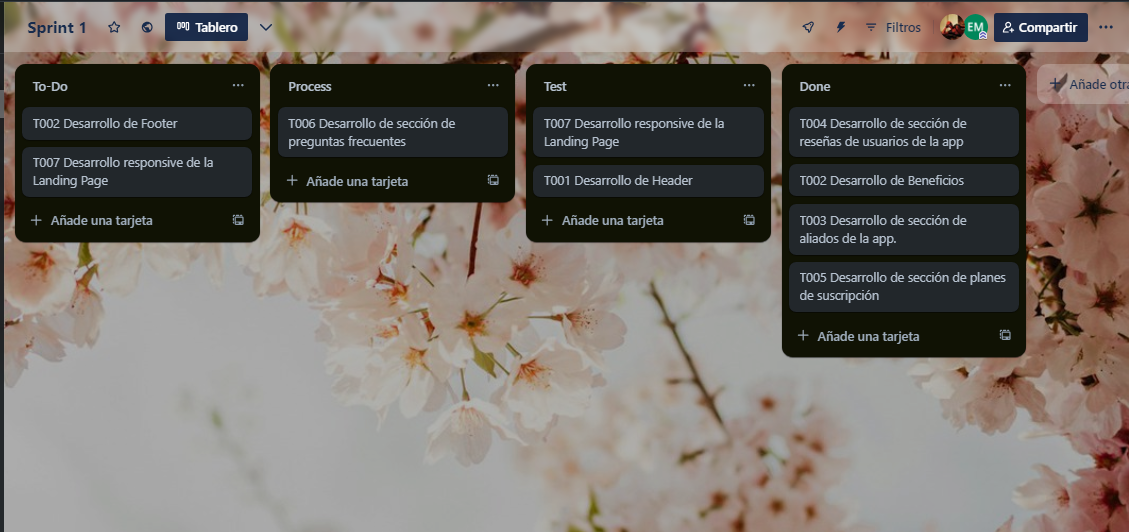 Sprint 1
Tablero
Filtros
EM
Compartir
To-Do
T002 Desarrollo de Footer
T007 Desarrollo responsive de la
Landing Page
Añade una tarjeta
Process
T006 Desarrollo de sección de
preguntas frecuentes
Añade una tarjeta
Test
T007 Desarrollo responsive de la
Landing Page
T001 Desarrollo de Header
Añade una tarjeta
Done
T004 Desarrollo de sección de
reseñas de usuarios de la app
T002 Desarrollo de Beneficios
T003 Desarrollo de sección de
aliados de la app.
T005 Desarrollo de sección de planes
de suscripción
Añade una tarjeta
Añade otra